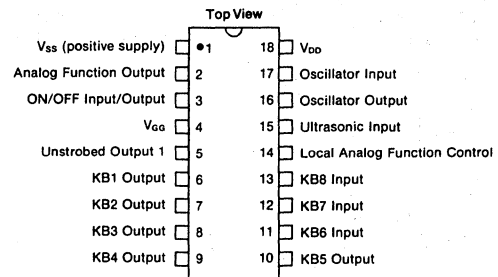 Top View
Vss (positive supply) 1 18 VDD
Analog Function Output 2 17 Oscillator Input
ON/OFF Input/Output 3 16 Oscillator Output
VGG 4 15 Ultrasonic Input
Unstrobed Output 1 5 14 Local Analog Function Control
KB1 Output 6 13 KB8 Input
KB2 Output 7 12 KB7 Input
KB3 Output 8 11 KB6 Input
KB4 Output 9 10 KB5 Output